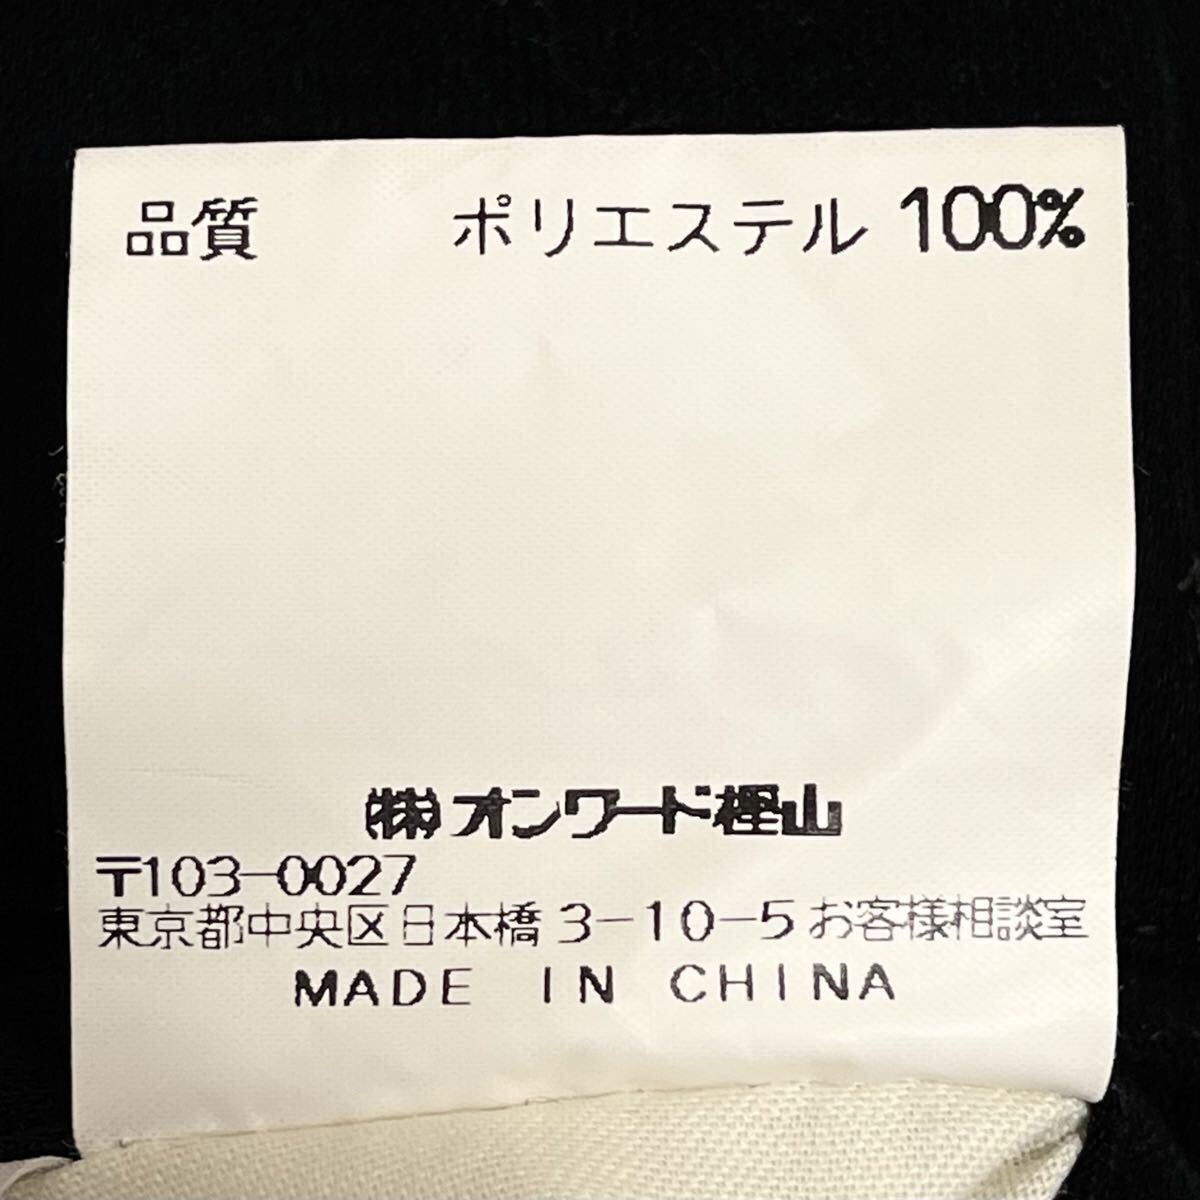 品質 ポリエステル 100%
㈱オンワード樫山
〒103-0027
東京都中央区日本橋3-10-5お客様相談室
MADE IN CHINA